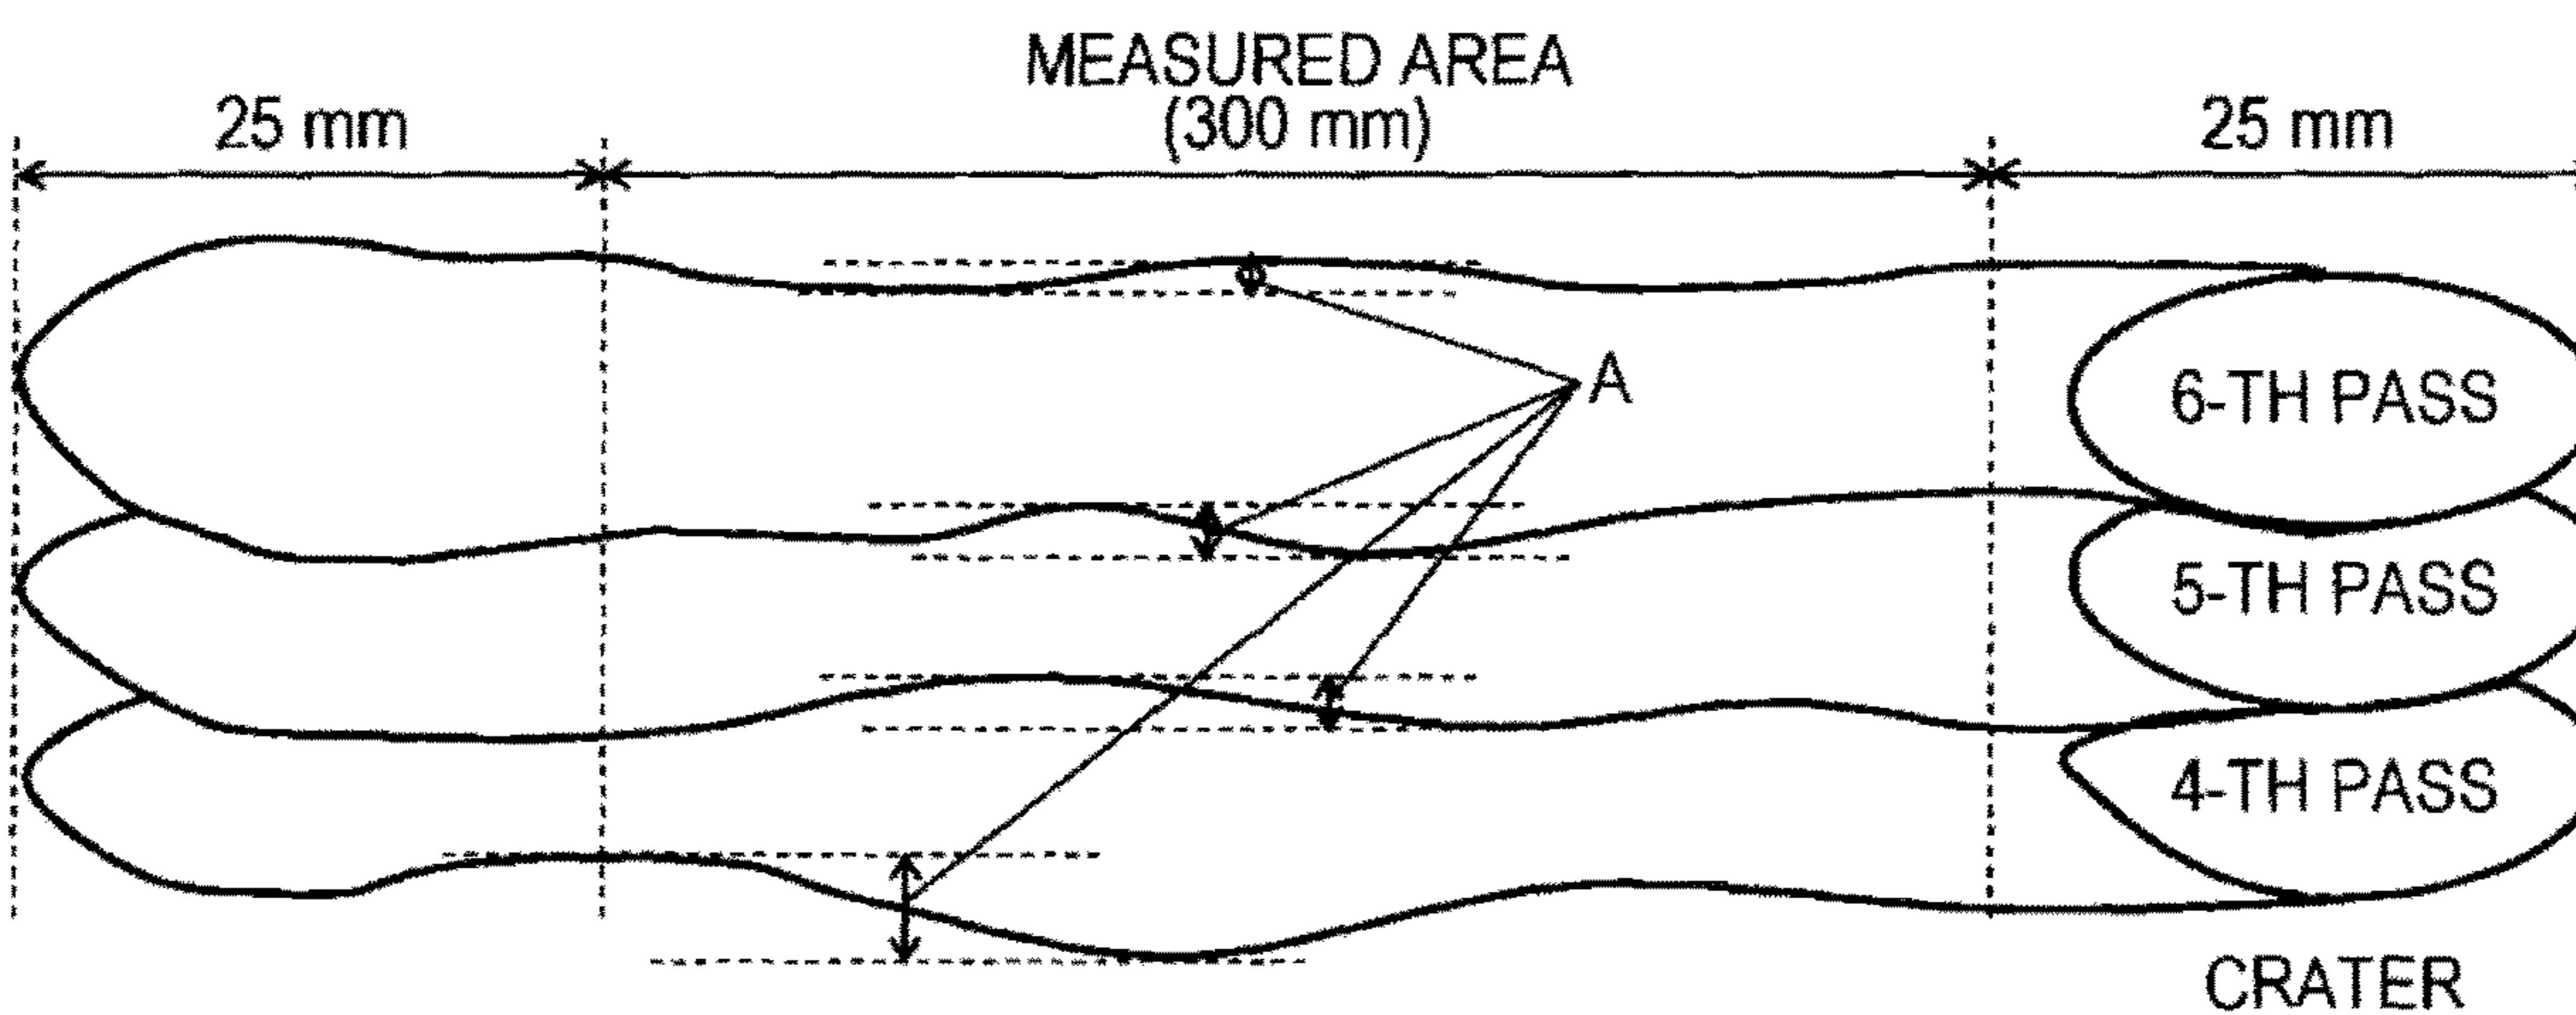 MEASURED AREA
25 mm
(300 mm)
25 mm
A
6-TH PASS
5-TH PASS
4-TH PASS
CRATER